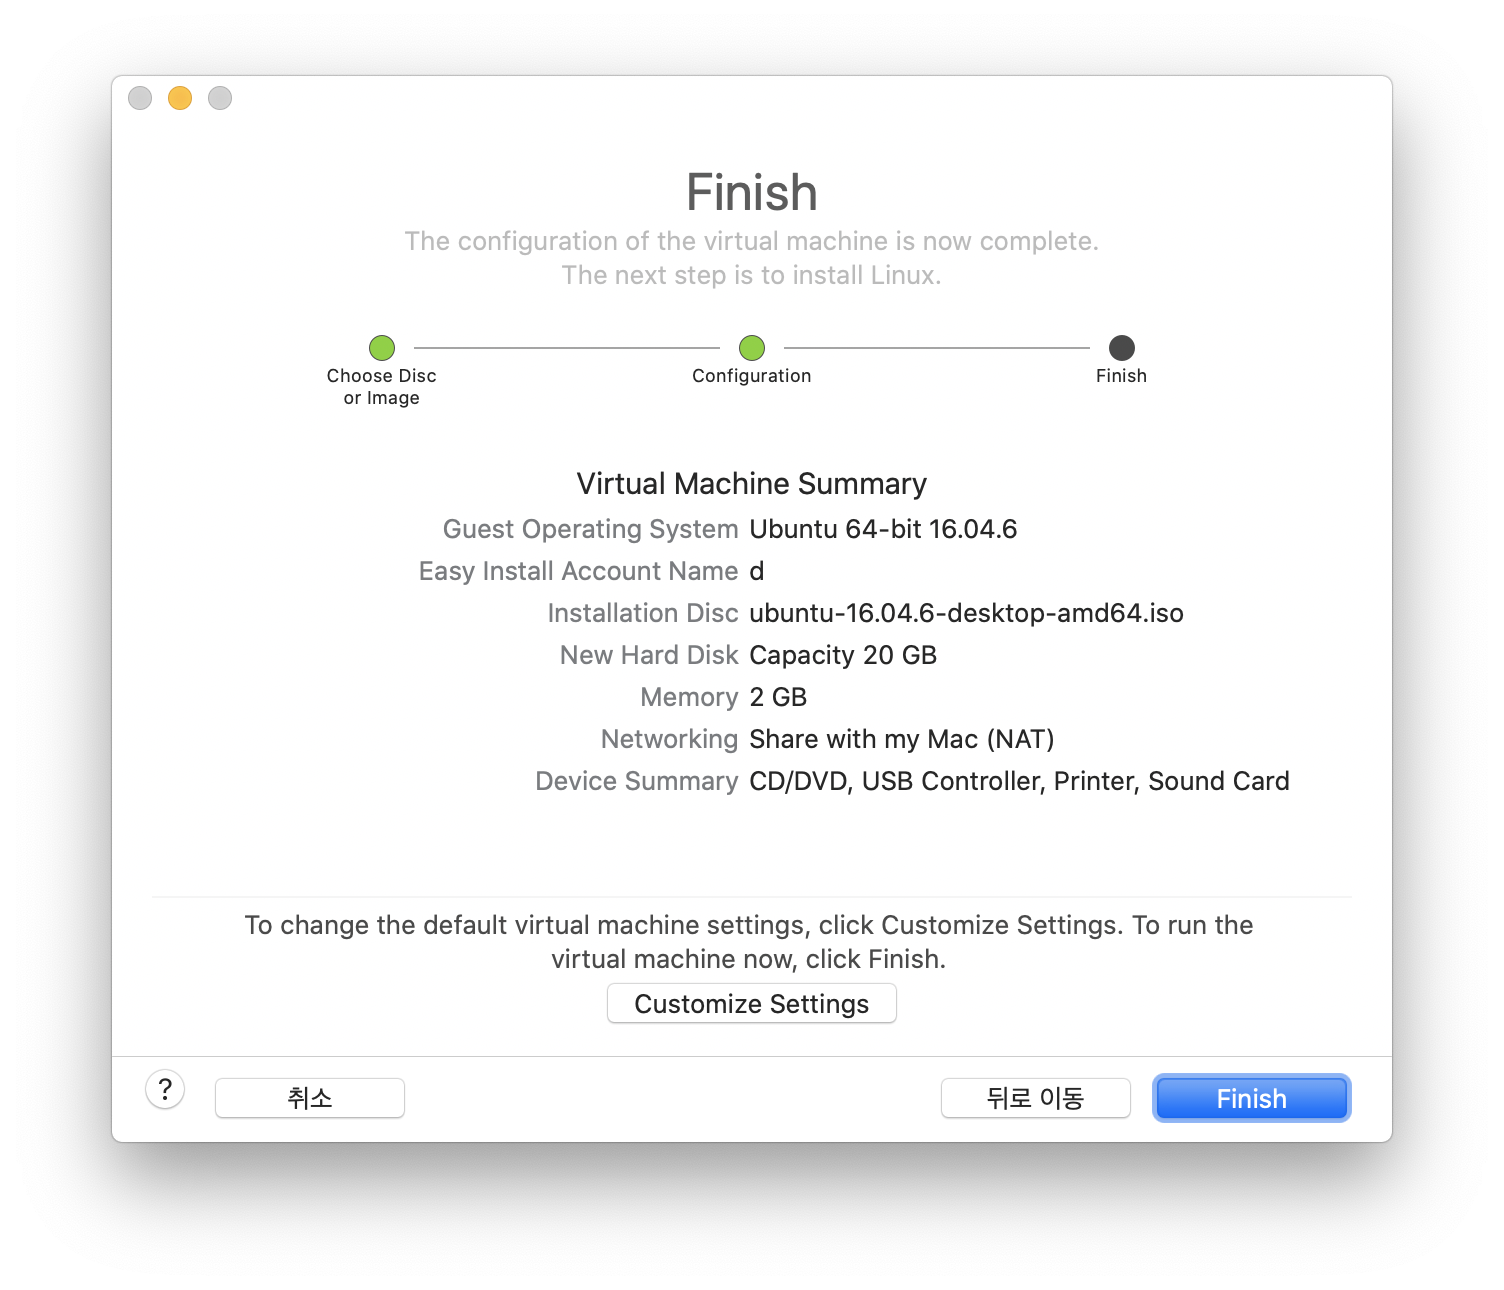 Finish
The configuration of the virtual machine is now complete.
The next step is to install Linux.
Choose Disc
or Image
Configuration
Finish
Virtual Machine Summary
Guest Operating System Ubuntu 64-bit 16.04.6
Easy Install Account Name d
Installation Disc ubuntu-16.04.6-desktop-amd64.iso
New Hard Disk Capacity 20 GB
Memory 2 GB
Networking Share with my Mac (NAT)
Device Summary CD/DVD, USB Controller, Printer, Sound Card
To change the default virtual machine settings, click Customize Settings. To run the
virtual machine now, click Finish.
Customize Settings
? 취소 뒤로 이동 Finish